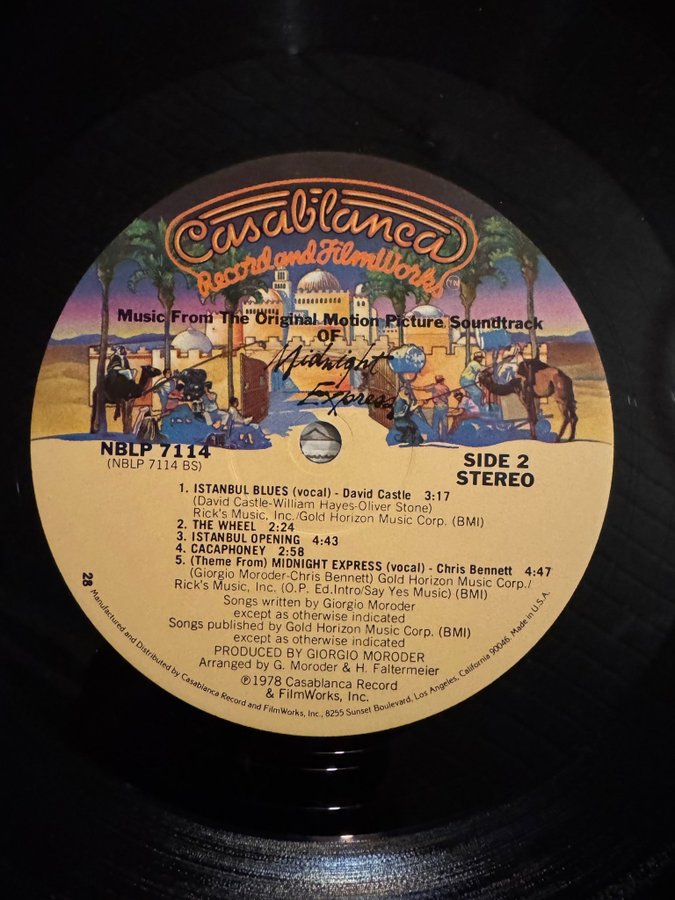 Casablanca
Record and FilmWorks
TM
Music From The Original Motion Picture Soundtrack
OF
Midnight
Express
NBLP 7114
(NBLP 7114 BS)
SIDE 2
STEREO
1. ISTANBUL BLUES (vocal) - David Castle 3:17
(David Castle-William Hayes-Oliver Stone)
Rick's Music, Inc./Gold Horizon Music Corp. (BMI)
2. THE WHEEL 2:24
3. ISTANBUL OPENING 4:43
4. CACAPHONEY 2:58
5. (Theme From) MIDNIGHT EXPRESS (vocal) - Chris Bennett 4:47
(Giorgio Moroder-Chris Bennett) Gold Horizon Music Corp./
Rick's Music, Inc. (O.P. Ed.Intro/Say Yes Music) (BMI)
Songs written by Giorgio Moroder
except as otherwise indicated
Songs published by Gold Horizon Music Corp. (BMI)
except as otherwise indicated
PRODUCED BY GIORGIO MORODER
Arranged by G. Moroder & H. Faltermeier
℗1978 Casablanca Record
& FilmWorks, Inc.
28 Manufactured and Distributed by Casablanca Record and FilmWorks, Inc., 8255 Sunset Boulevard, Los Angeles, California 90046. Made in U.S.A.